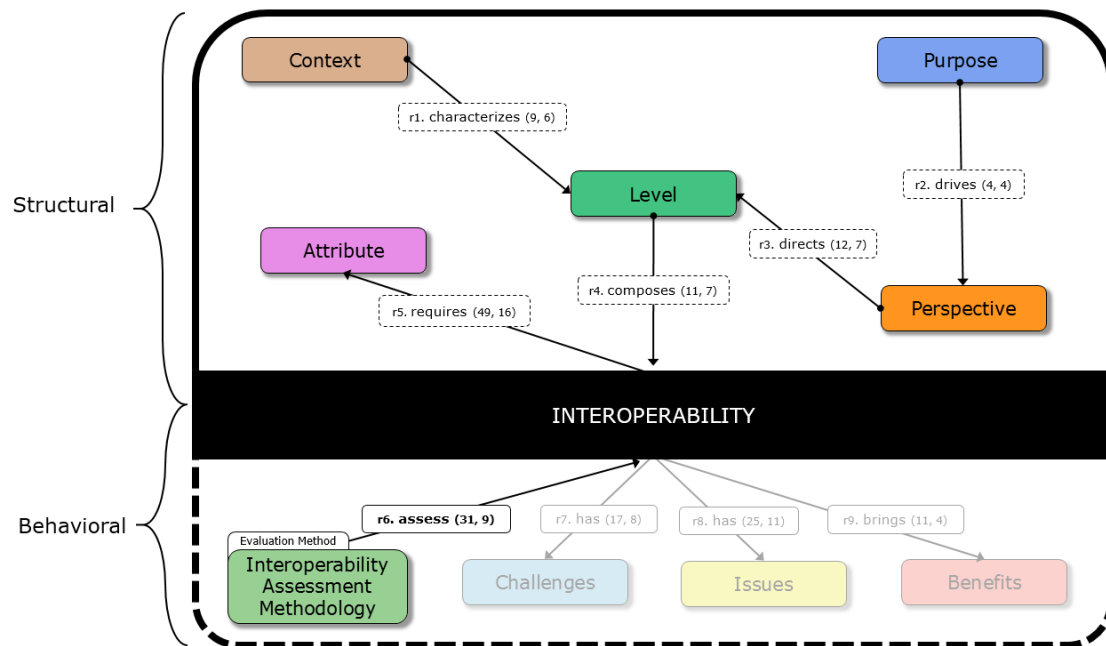 Context
Purpose
r1. characterizes (9, 6)
r2. drives (4, 4)
Level
Structural
r3. directs (12, 7)
Attribute
r4. composes (11, 7)
r5. requires (49, 16)
Perspective
INTEROPERABILITY
Behavioral
r6. assess (31, 9)
r7. has (17, 8)
r8. has (25, 11)
r9. brings (11, 4)
Evaluation Method
Interoperability
Assessment
Methodology
Challenges
Issues
Benefits